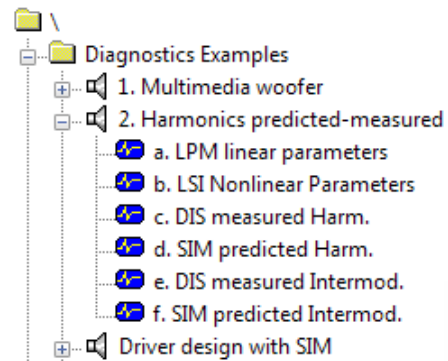 \
Diagnostics Examples
1. Multimedia woofer
2. Harmonics predicted-measured
a. LPM linear parameters
b. LSI Nonlinear Parameters
c. DIS measured Harm.
d. SIM predicted Harm.
e. DIS measured Intermod.
f. SIM predicted Intermod.
Driver design with SIM